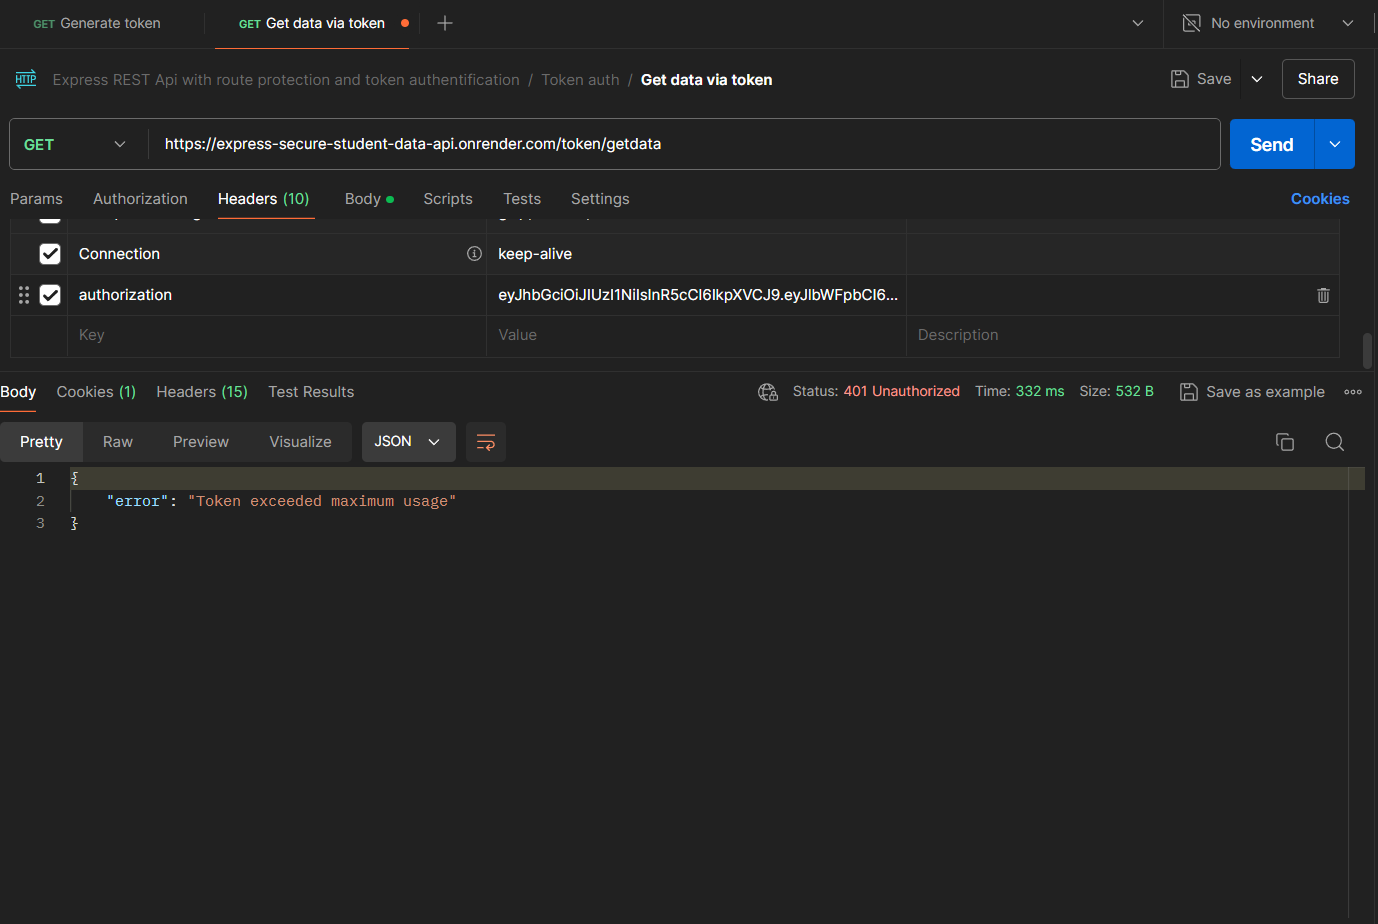 GET Generate token
GET Get data via token
No environment
HTTP
Express REST Api with route protection and token authentification / Token auth / Get data via token
Save
Share
GET
https://express-secure-student-data-api.onrender.com/token/getdata
Send
Params Authorization Headers (10) Body Scripts Tests Settings Cookies
Connection keep-alive
authorization eyJhbGciOiJIUzI1NiIsInR5cCI6IkpXVCJ9.eyJlbWFpbCI6...
Key Value Description
Body Cookies (1) Headers (15) Test Results
Status: 401 Unauthorized Time: 332 ms Size: 532 B Save as example
Pretty Raw Preview Visualize JSON
1 {
2 "error": "Token exceeded maximum usage"
3 }